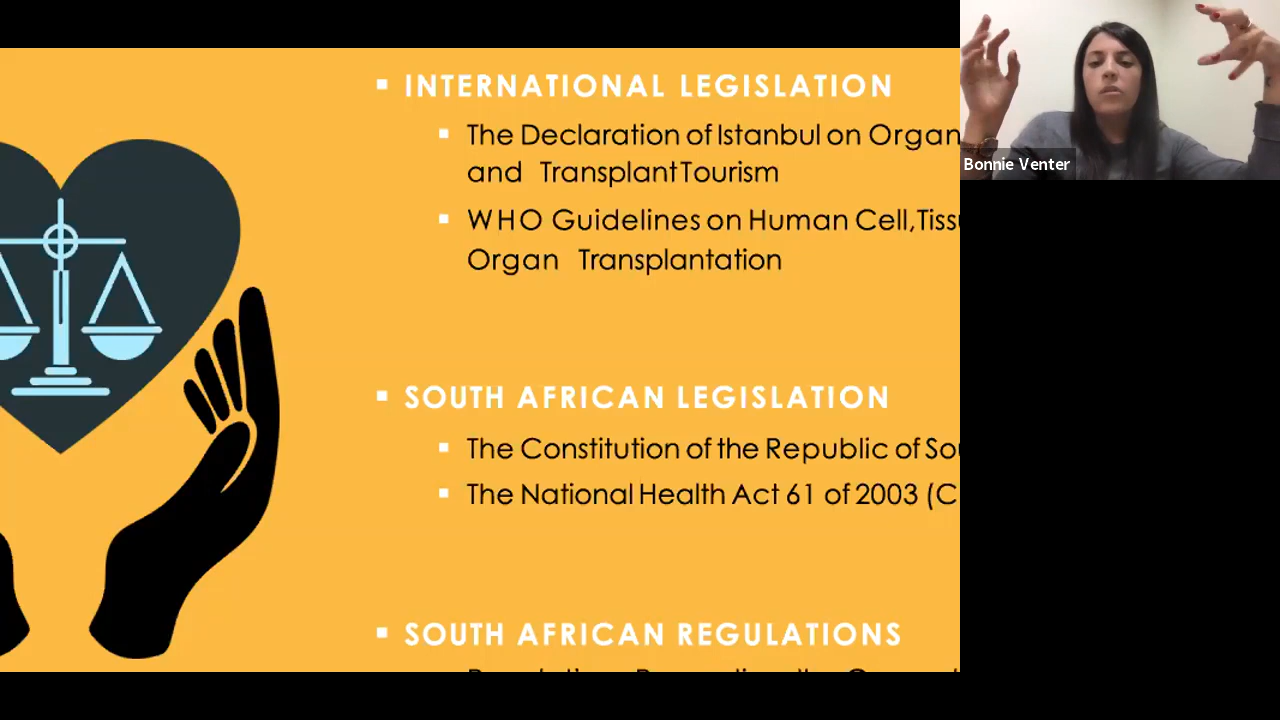 INTERNATIONAL LEGISLATION
The Declaration of Istanbul on Organ
and Transplant Tourism
WHO Guidelines on Human Cell, Tissu
Organ Transplantation
SOUTH AFRICAN LEGISLATION
The Constitution of the Republic of Sou
The National Health Act 61 of 2003 (C
SOUTH AFRICAN REGULATIONS
Bonnie Venter